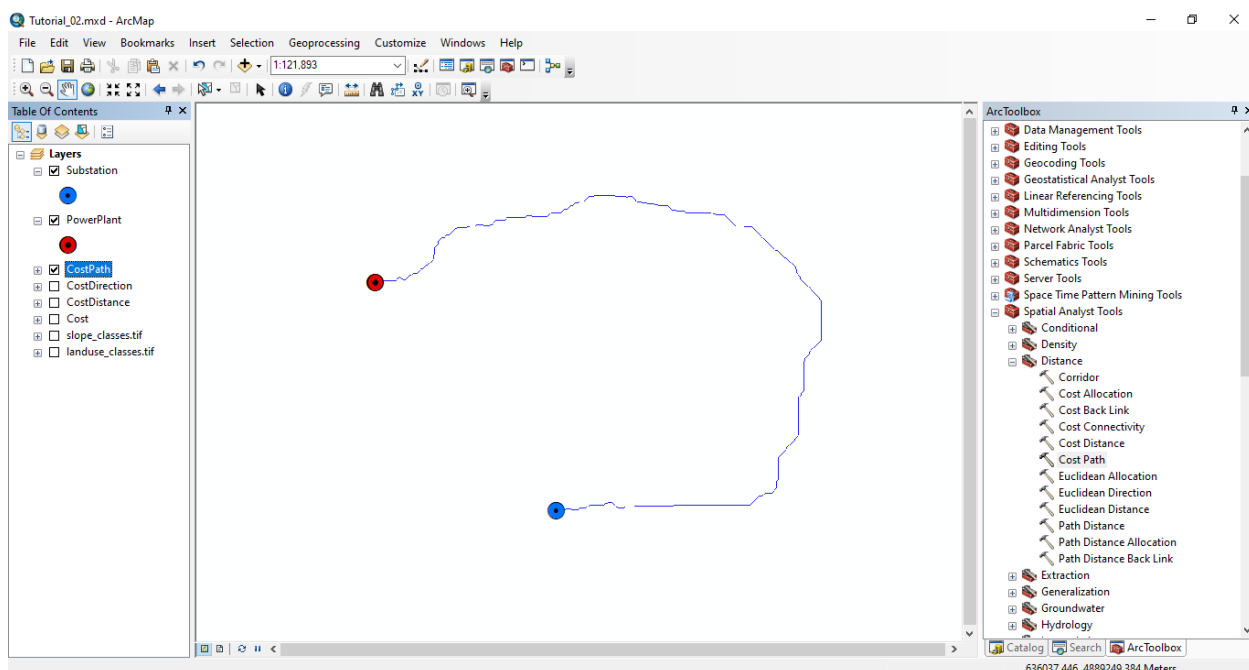 Tutorial_02.mxd - ArcMap
File Edit View Bookmarks Insert Selection Geoprocessing Customize Windows Help
1:121,893
Table Of Contents
Layers
Substation
PowerPlant
CostPath
CostDirection
CostDistance
Cost
slope_classes.tif
landuse_classes.tif
ArcToolbox
Data Management Tools
Editing Tools
Geocoding Tools
Geostatistical Analyst Tools
Linear Referencing Tools
Multidimension Tools
Network Analyst Tools
Parcel Fabric Tools
Schematics Tools
Server Tools
Space Time Pattern Mining Tools
Spatial Analyst Tools
Conditional
Density
Distance
Corridor
Cost Allocation
Cost Back Link
Cost Connectivity
Cost Distance
Cost Path
Euclidean Allocation
Euclidean Direction
Euclidean Distance
Path Distance
Path Distance Allocation
Path Distance Back Link
Extraction
Generalization
Groundwater
Hydrology
Catalog Search ArcToolbox
636037.446 4889249.384 Meters